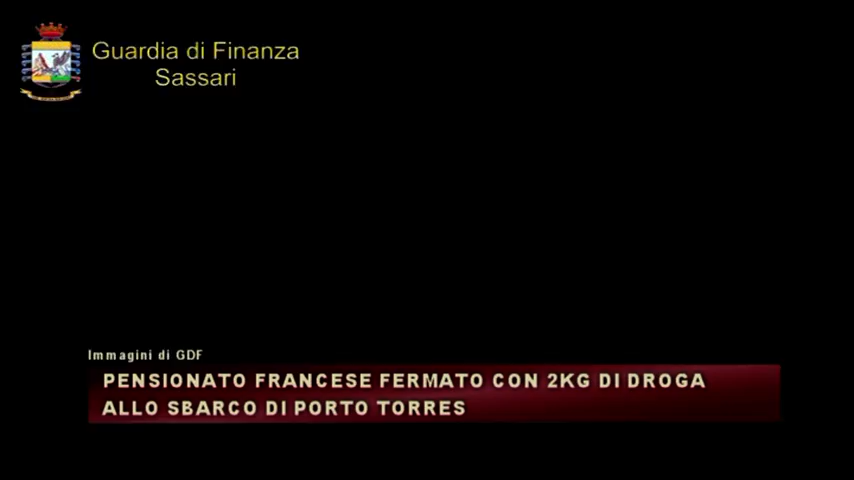 Guardia di Finanza
Sassari
Immagini di GDF
PENSIONATO FRANCESE FERMATO CON 2KG DI DROGA
ALLO SBARCO DI PORTO TORRES